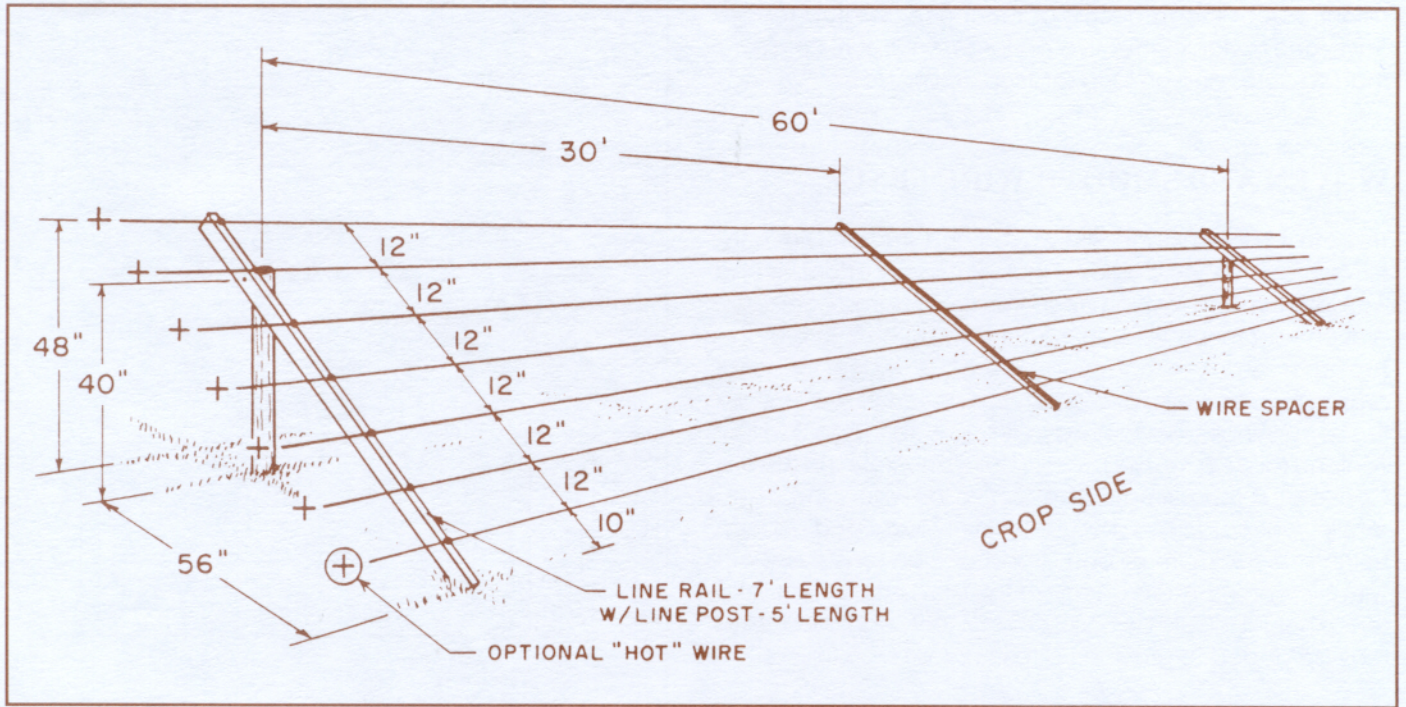 60'
30'
12"
12"
12"
12"
12"
12"
10"
48"
40"
56"
WIRE SPACER
CROP SIDE
LINE RAIL - 7' LENGTH
W/LINE POST - 5' LENGTH
OPTIONAL "HOT" WIRE